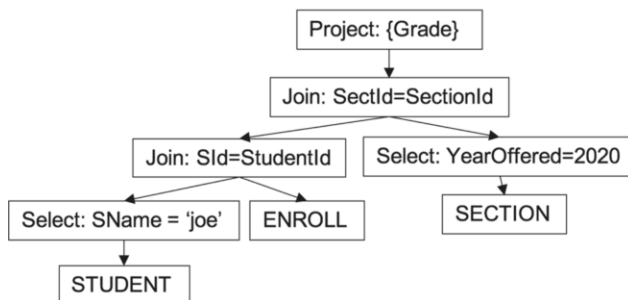 Project: {Grade}
Join: SectId=SectionId
Join: SId=StudentId
Select: YearOffered=2020
Select: SName = ‘joe’
ENROLL
SECTION
STUDENT